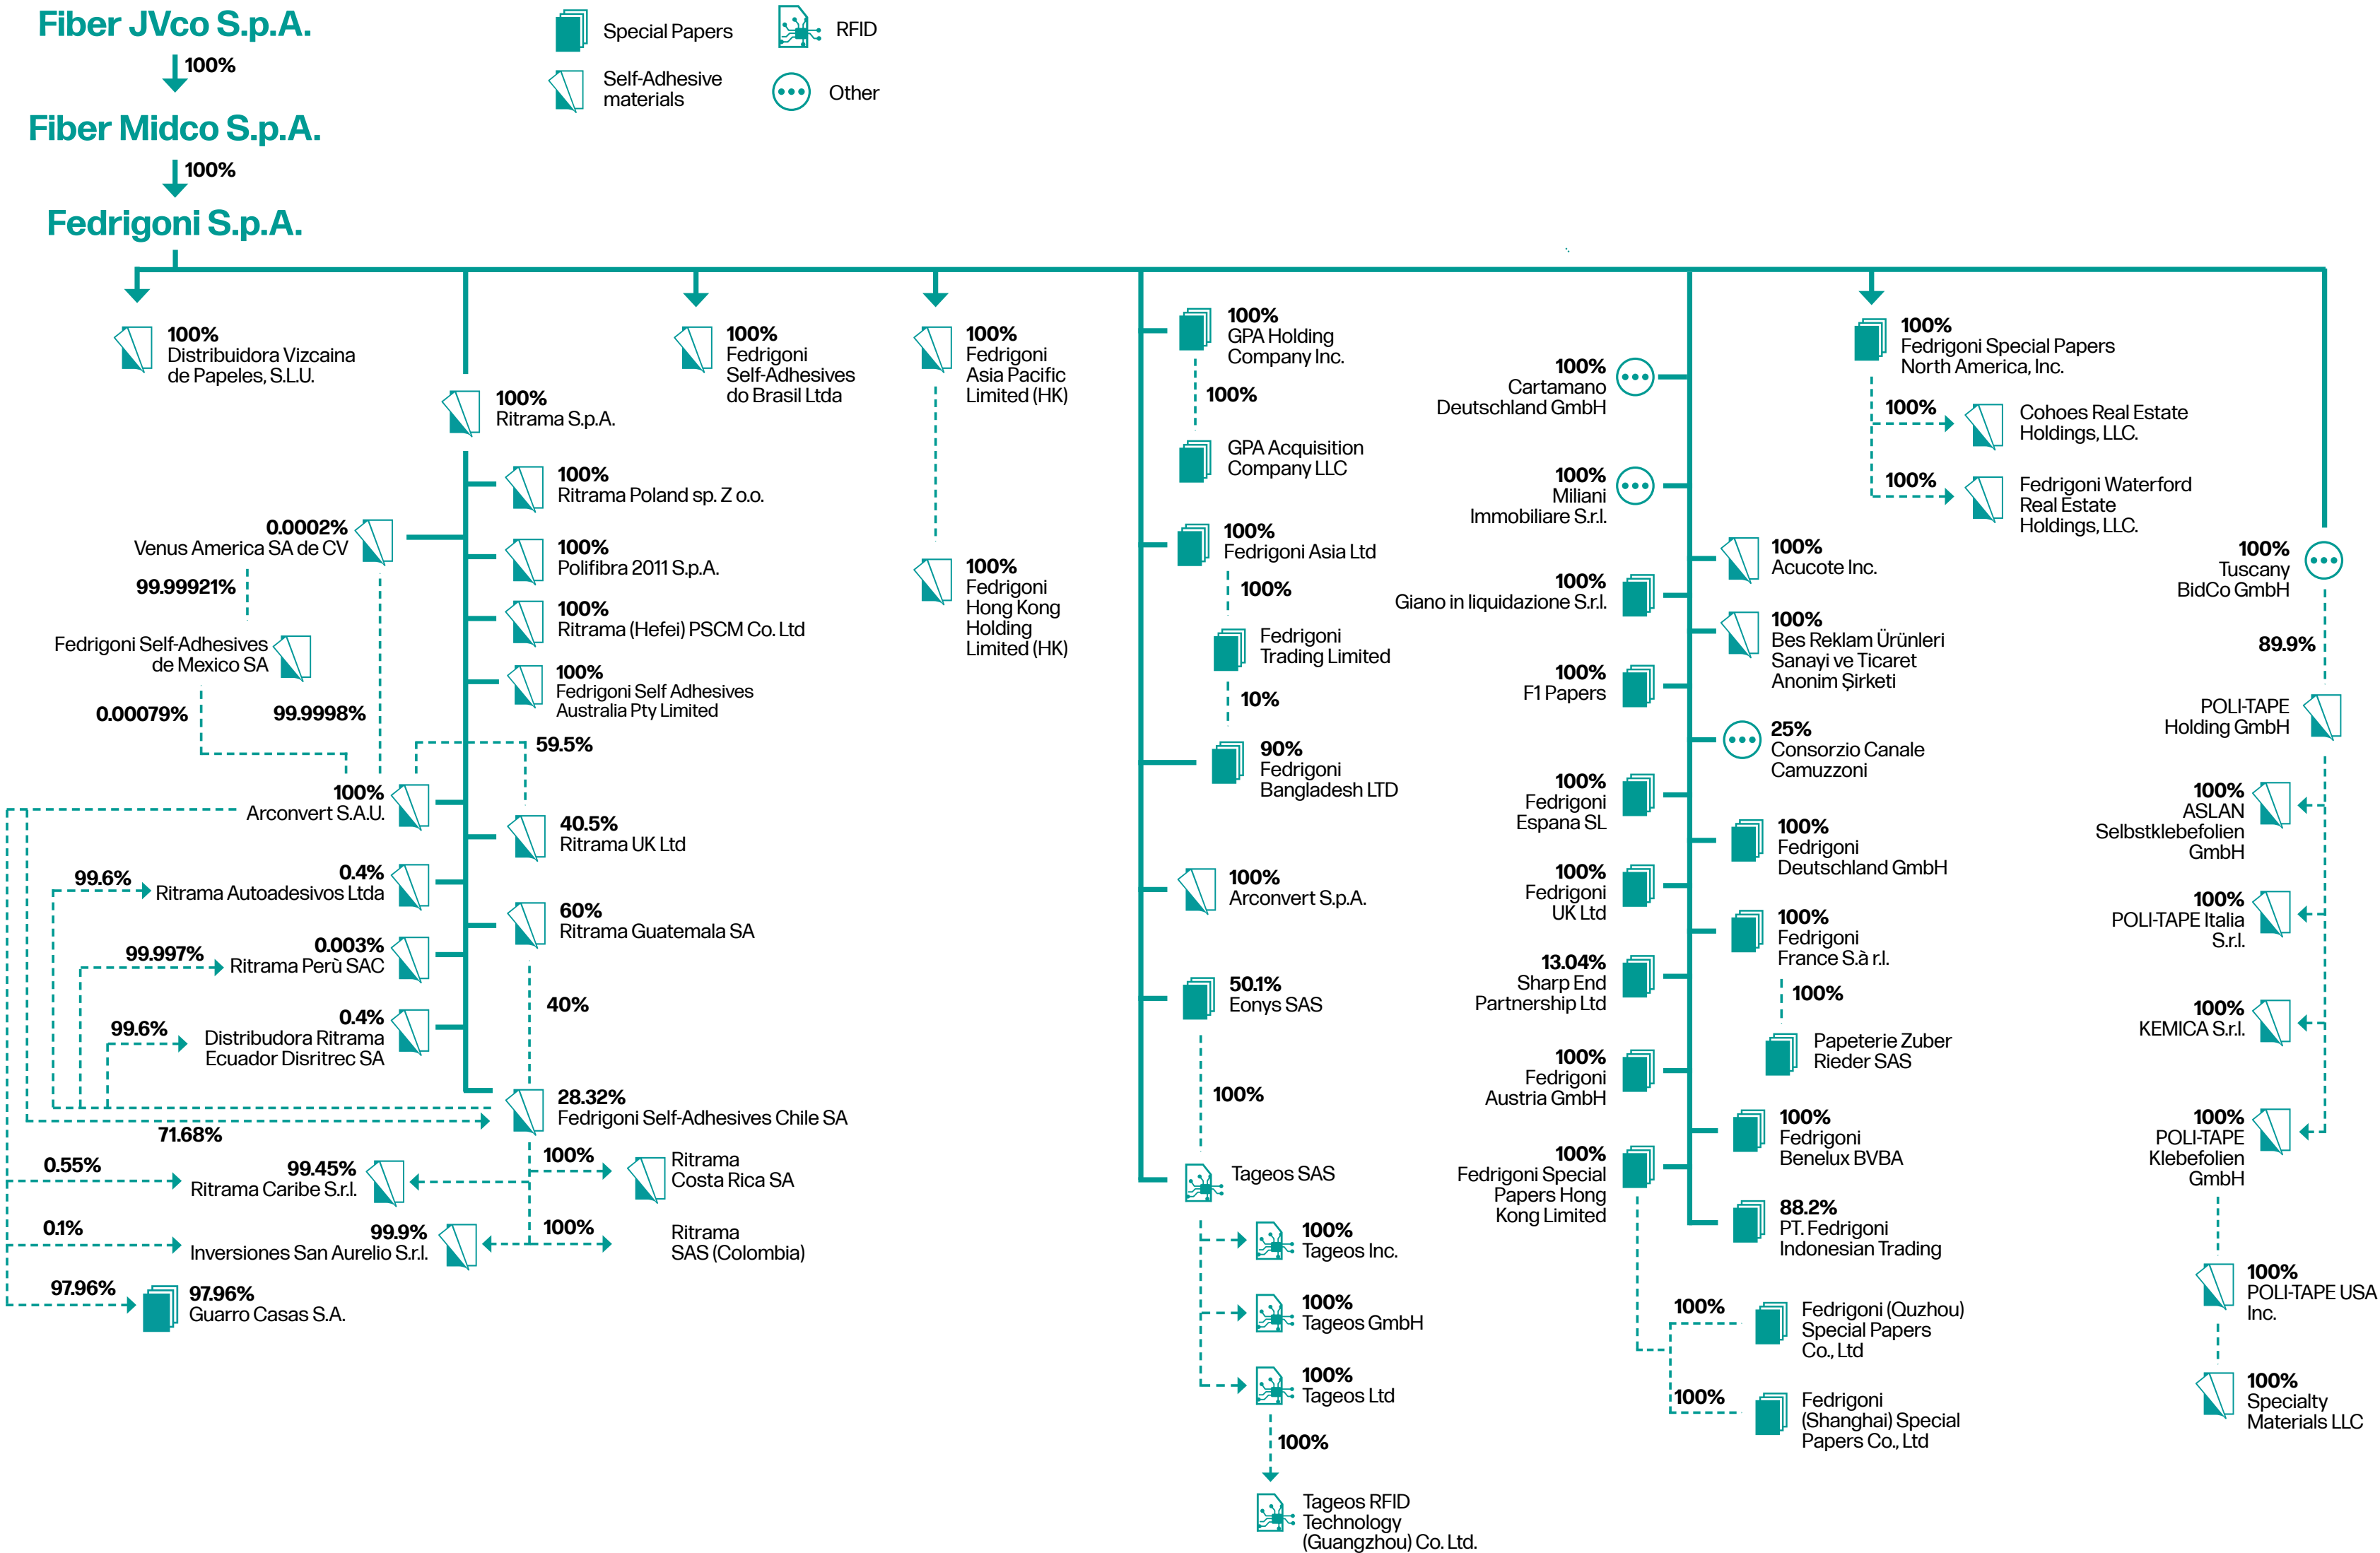 Fiber JVco S.p.A.
100%
Fiber Midco S.p.A.
100%
Fedrigoni S.p.A.
Special Papers
RFID
Self-Adhesive
materials
Other
100%
Distribuidora Vizcaina
de Papeles, S.L.U.
100%
Ritrama S.p.A.
100%
Ritrama Poland sp. Z o.o.
0.0002%
Venus America SA de CV
99.99921%
100%
Polifibra 2011 S.p.A.
100%
Ritrama (Hefei) PSCM Co. Ltd
Fedrigoni Self-Adhesives
de Mexico SA
0.00079%
99.9998%
100%
Fedrigoni Self Adhesives
Australia Pty Limited
59.5%
100%
Arconvert S.A.U.
40.5%
Ritrama UK Ltd
99.6%
0.4%
Ritrama Autoadesivos Ltda
60%
Ritrama Guatemala SA
99.997%
0.003%
Ritrama Perù SAC
40%
99.6%
0.4%
Distribudora Ritrama
Ecuador Disritrec SA
28.32%
Fedrigoni Self-Adhesives Chile SA
71.68%
0.55%
99.45%
Ritrama Caribe S.r.l.
100%
Ritrama
Costa Rica SA
0.1%
99.9%
Inversiones San Aurelio S.r.l.
100%
Ritrama
SAS (Colombia)
97.96%
97.96%
Guarro Casas S.A.
100%
Fedrigoni
Self-Adhesives
do Brasil Ltda
100%
Fedrigoni
Asia Pacific
Limited (HK)
100%
Fedrigoni
Hong Kong
Holding
Limited (HK)
100%
GPA Holding
Company Inc.
100%
GPA Acquisition
Company LLC
100%
Fedrigoni Asia Ltd
100%
Fedrigoni
Trading Limited
10%
90%
Fedrigoni
Bangladesh LTD
100%
Arconvert S.p.A.
50.1%
Eonys SAS
100%
Tageos SAS
100%
Tageos Inc.
100%
Tageos GmbH
100%
Tageos Ltd
100%
Tageos RFID
Technology
(Guangzhou) Co. Ltd.
100%
Cartamano
Deutschland GmbH
100%
Miliani
Immobiliare S.r.l.
100%
Giano in liquidazione S.r.l.
100%
F1 Papers
100%
Fedrigoni
Espana SL
100%
Fedrigoni
UK Ltd
13.04%
Sharp End
Partnership Ltd
100%
Fedrigoni
Austria GmbH
100%
Fedrigoni Special
Papers Hong
Kong Limited
100%
Acucote Inc.
100%
Bes Reklam Ürünleri
Sanayi ve Ticaret
Anonim Şirketi
25%
Consorzio Canale
Camuzzoni
100%
Fedrigoni
Deutschland GmbH
100%
Fedrigoni
France S.à r.l.
100%
Papeterie Zuber
Rieder SAS
100%
Fedrigoni
Benelux BVBA
88.2%
PT. Fedrigoni
Indonesian Trading
100%
Fedrigoni (Quzhou)
Special Papers
Co., Ltd
100%
Fedrigoni
(Shanghai) Special
Papers Co., Ltd
100%
Fedrigoni Special Papers
North America, Inc.
100%
Cohoes Real Estate
Holdings, LLC.
100%
Fedrigoni Waterford
Real Estate
Holdings, LLC.
100%
Tuscany
BidCo GmbH
89.9%
POLI-TAPE
Holding GmbH
100%
ASLAN
Selbstklebefolien
GmbH
100%
POLI-TAPE Italia
S.r.l.
100%
KEMICA S.r.l.
100%
POLI-TAPE
Klebefolien
GmbH
100%
POLI-TAPE USA
Inc.
100%
Specialty
Materials LLC